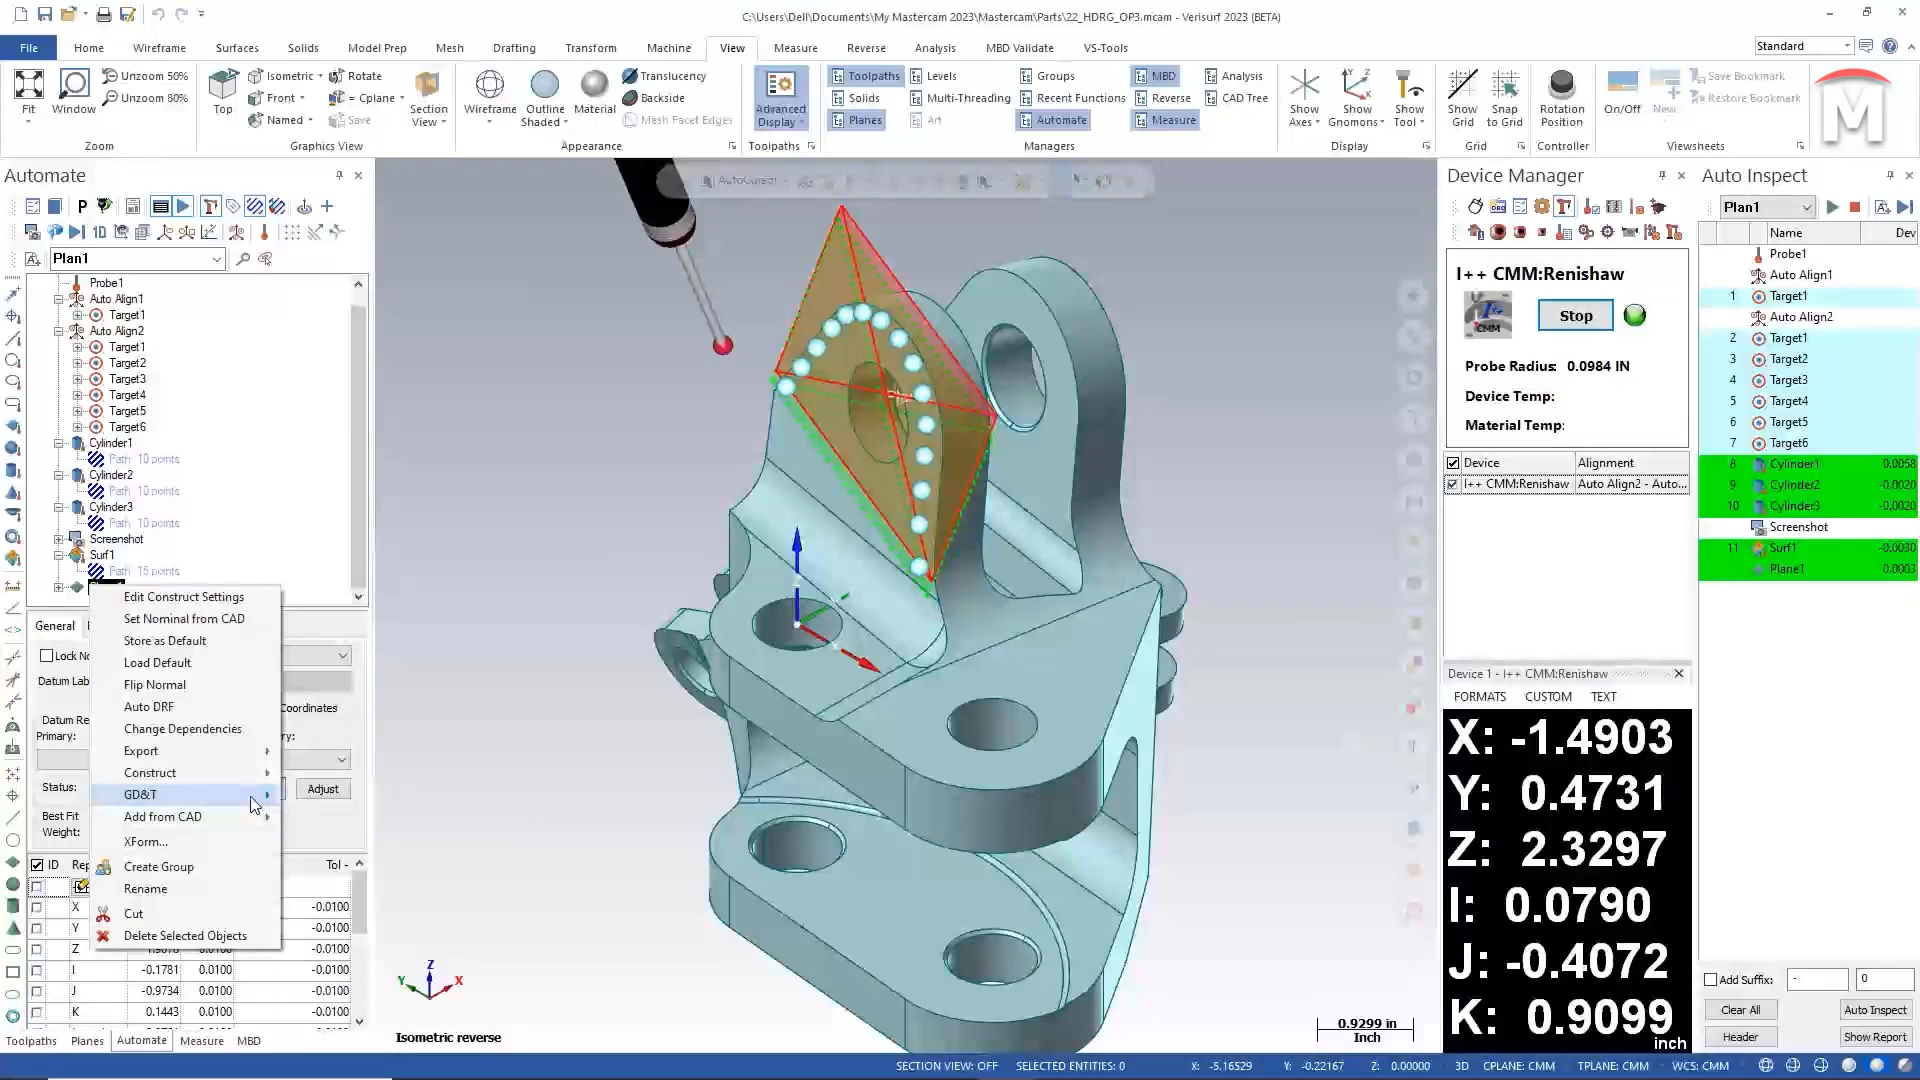 C:\Users\Dell\Documents\My Mastercam 2023\Mastercam\Parts\22_HDRG_OP3.mcam - Verisurf 2023 (BETA)
File Home Wireframe Surfaces Solids Model Prep Mesh Drafting Transform Machine View Measure Reverse Analysis MBD Validate VS-Tools Standard
Fit Window Unzoom 50% Unzoom 80%
Zoom
Top Isometric Front Named Rotate = Cplane Save Section View
Graphics View
Wireframe Outline Shaded Material Translucency Backside Mesh Facet Edges
Appearance
Advanced Display
Toolpaths
Toolpaths Levels Groups MBD Analysis
Solids Multi-Threading Recent Functions Reverse CAD Tree
Planes Art Automate Measure
Managers
Show Axes Show Gnomons Show Tool
Display
Show Grid Snap to Grid
Grid
Rotation Position
Controller
On/Off New Save Bookmark Restore Bookmark
Viewsheets
M
Automate
P
1D
Plan1
Probe1
Auto Align1
Target1
Auto Align2
Target1
Target2
Target3
Target4
Target5
Target6
Cylinder1
Path 10 points
Cylinder2
Path 10 points
Cylinder3
Path 10 points
Screenshot
Surf1
Path 15 points
General
Lock No
Datum Lab
Coordinates
Datum Re
Primary:
ry:
Status:
Adjust
Best Fit
Weight:
Edit Construct Settings
Set Nominal from CAD
Store as Default
Load Default
Flip Normal
Auto DRF
Change Dependencies
Export
Construct
GD&T
Add from CAD
XForm...
Create Group
Rename
Cut
Delete Selected Objects
ID Rep Tol -
X -0.0100
Y -0.0100
Z -0.0100
I -0.1781 0.0100 -0.0100
J -0.9734 0.0100 -0.0100
K 0.1443 0.0100 -0.0100
Toolpaths Planes Automate Measure MBD
AutoCursor
Z
Y X
Isometric reverse
0.9299 in
Inch
Device Manager
I++ CMM:Renishaw
I++
CMM
Stop
Probe Radius: 0.0984 IN
Device Temp:
Material Temp:
Device Alignment
I++ CMM:Renishaw Auto Align2 - Auto...
Device 1 - I++ CMM:Renishaw
FORMATS CUSTOM TEXT
X: -1.4903
Y: 0.4731
Z: 2.3297
I: 0.0790
J: -0.4072
K: 0.9099
inch
Auto Inspect
Plan1
Name Dev
Probe1
Auto Align1
1 Target1
Auto Align2
2 Target1
3 Target2
4 Target3
5 Target4
6 Target5
7 Target6
8 Cylinder1 0.0058
9 Cylinder2 -0.0020
10 Cylinder3 -0.0020
Screenshot
11 Surf1 -0.0030
Plane1 0.0003
Add Suffix: - 0
Clear All Auto Inspect
Header Show Report
SECTION VIEW: OFF SELECTED ENTITIES: 0 X: -5.16529 Y: -0.22167 Z: 0.00000 3D CPLANE: CMM TPLANE: CMM WCS: CMM